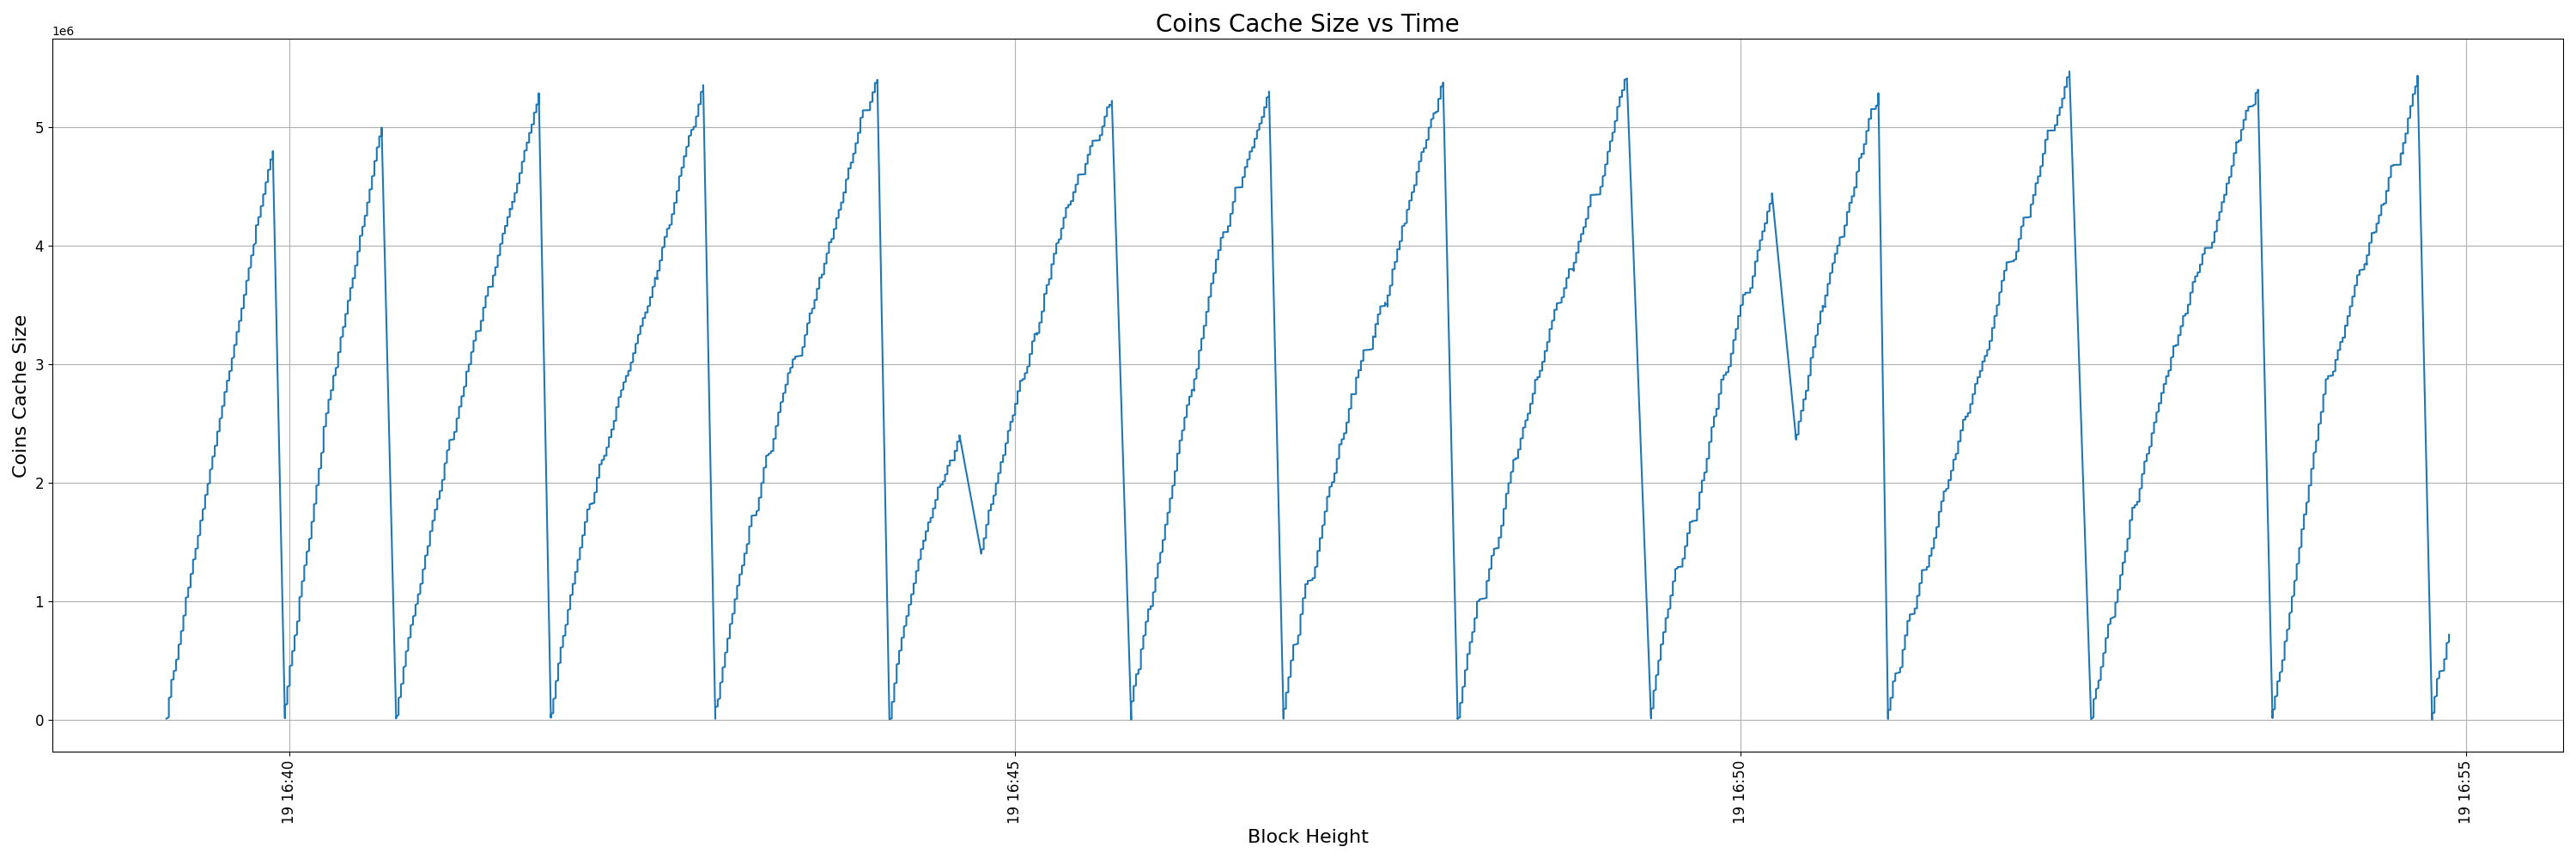 Coins Cache Size vs Time
1e6
5
4
3
2
1
0
Coins Cache Size
19 16:40
19 16:45
19 16:50
19 16:55
Block Height